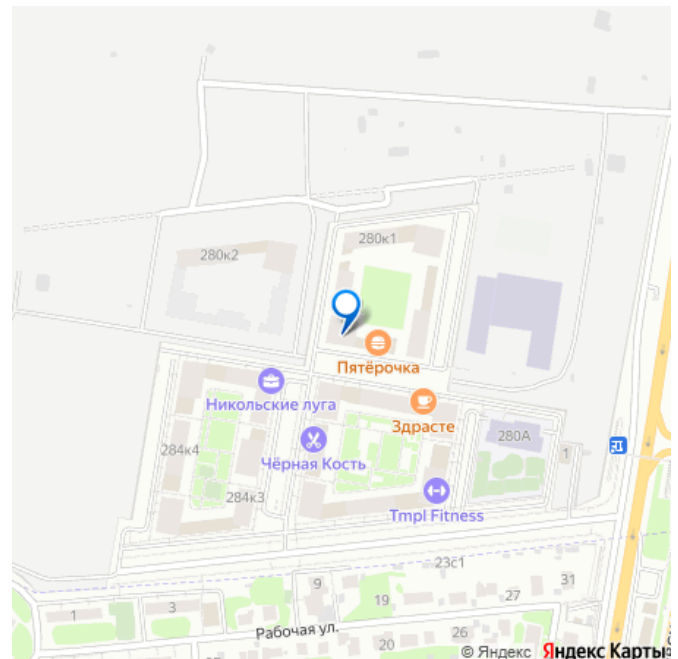 280к1
280к2
Пятёрочка
Никольские луга
Здрасте
280А
1
284к4
Чёрная Кость
284к3
Tmpl Fitness
23с1
9
31
1
3
19
27
Рабочая ул.
26
20
© Яндекс Яндекс Карты